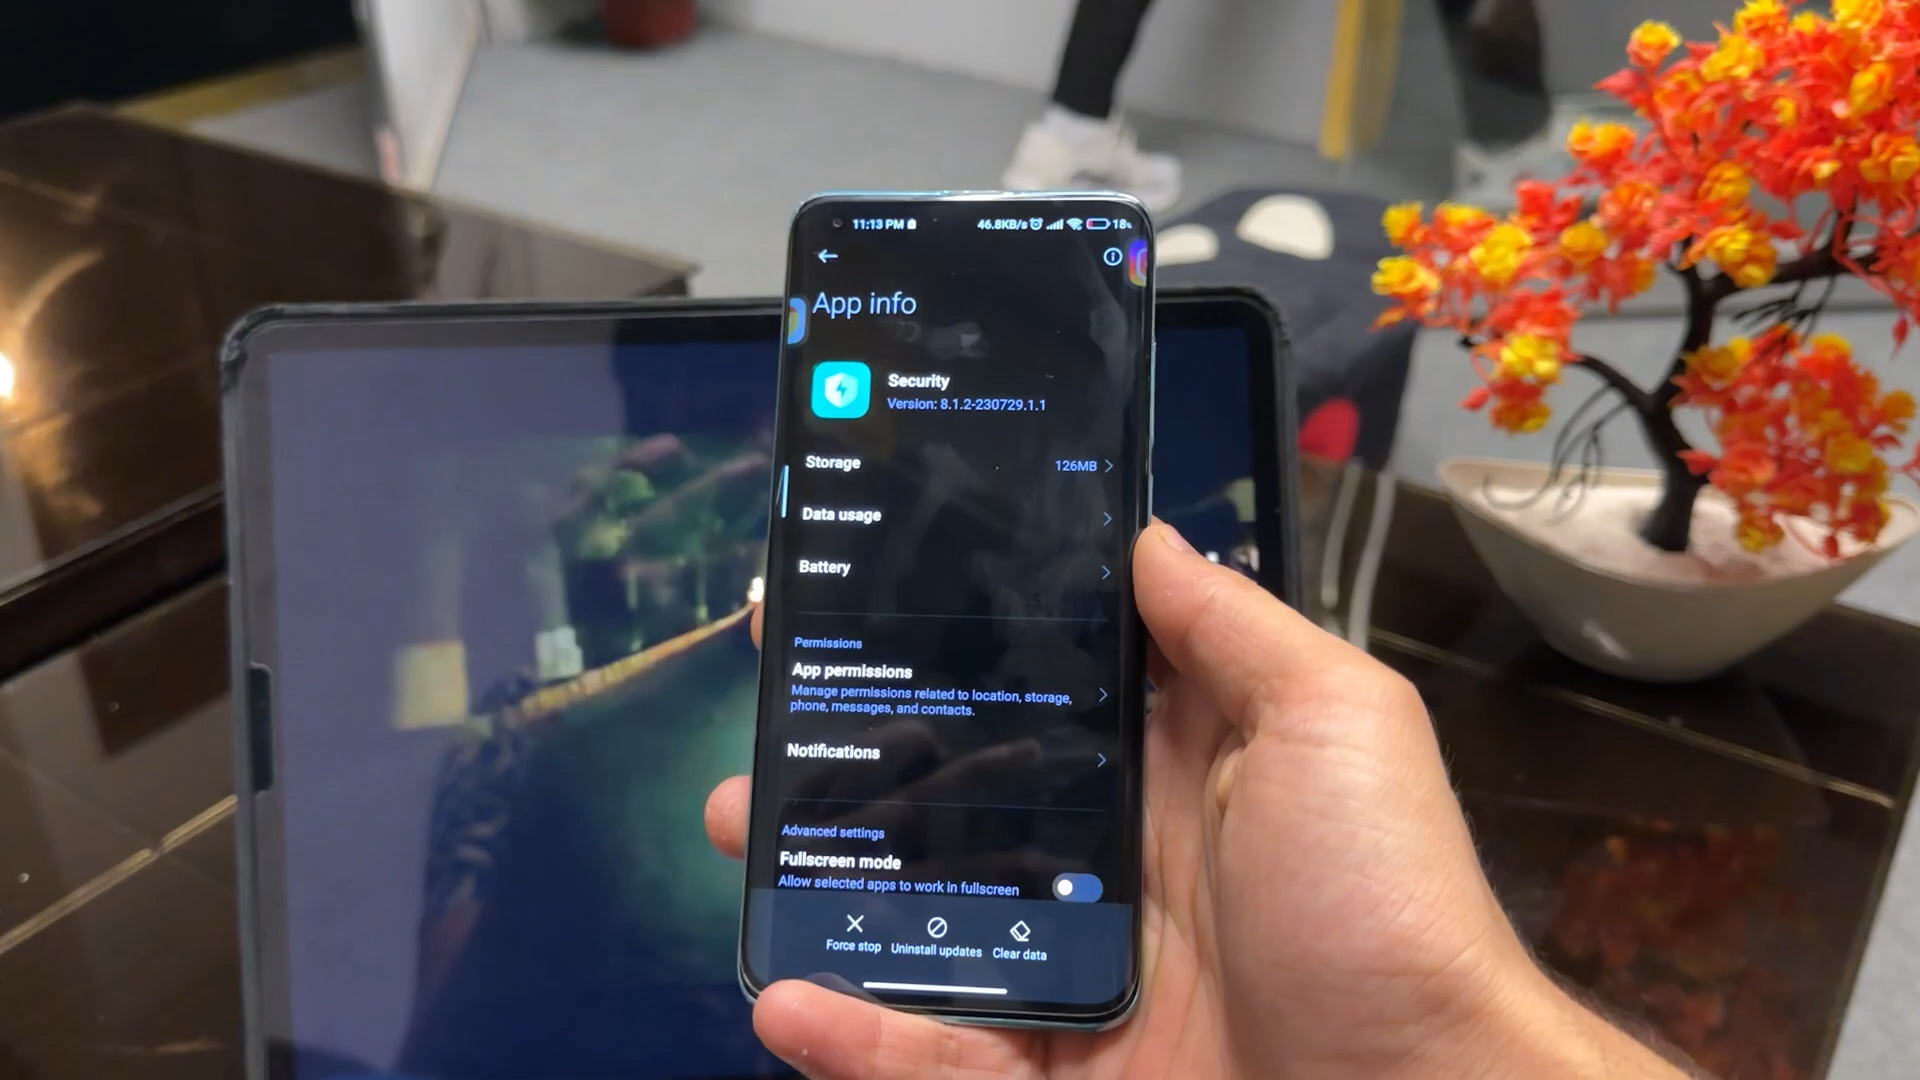 11:13 PM 46.8KB/s 18%
App info
Security
Version: 8.1.2-230729.1.1
Storage 126MB
Data usage
Battery
Permissions
App permissions
Manage permissions related to location, storage,
phone, messages, and contacts.
Notifications
Advanced settings
Fullscreen mode
Allow selected apps to work in fullscreen
Force stop Uninstall updates Clear data